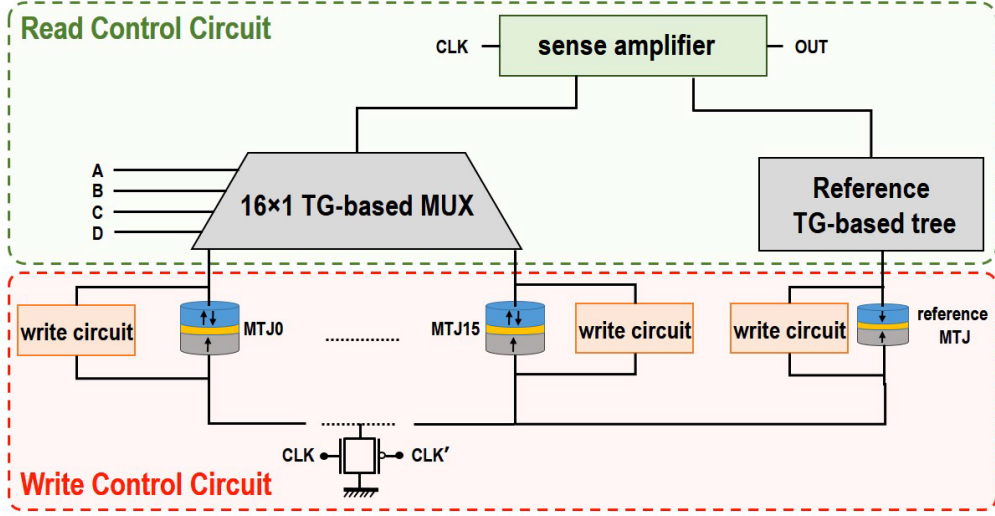 Read Control Circuit
CLK
sense amplifier
OUT
A
B
C
D
16×1 TG-based MUX
Reference
TG-based tree
write circuit
MTJ0
MTJ15
write circuit
write circuit
reference
MTJ
CLK
CLK′
Write Control Circuit